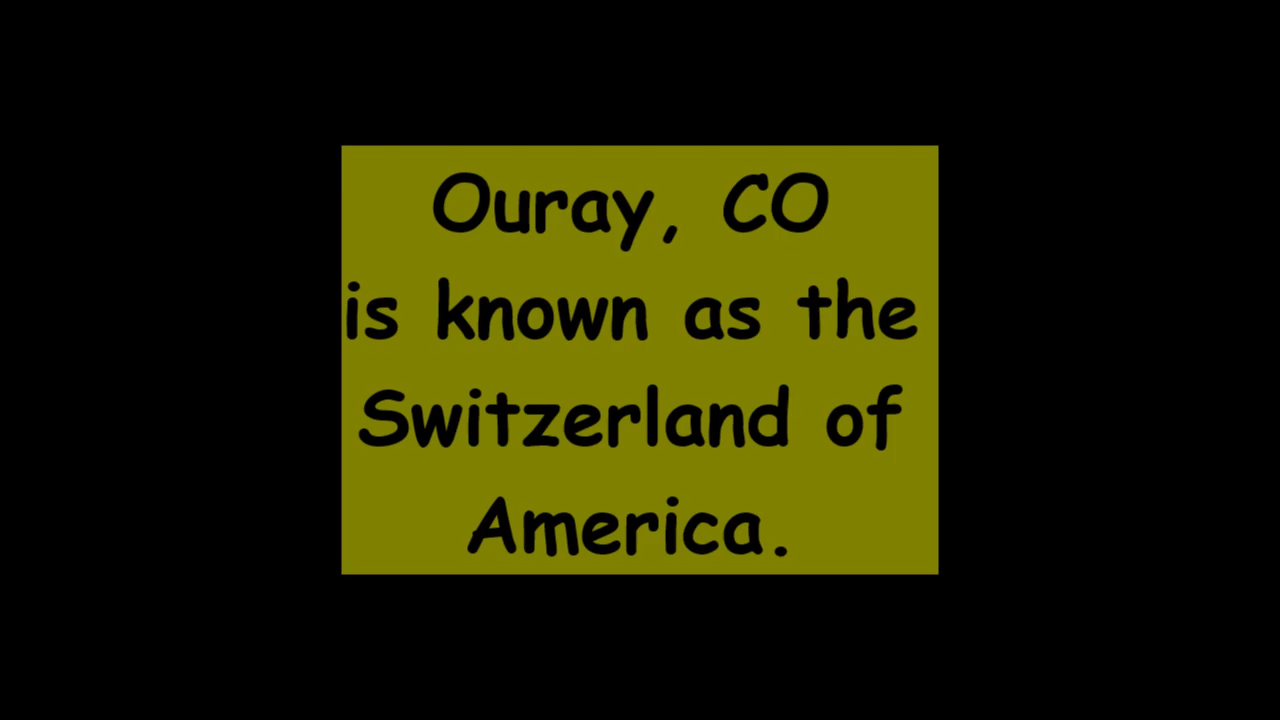 Ouray, CO
is known as the
Switzerland of
America.